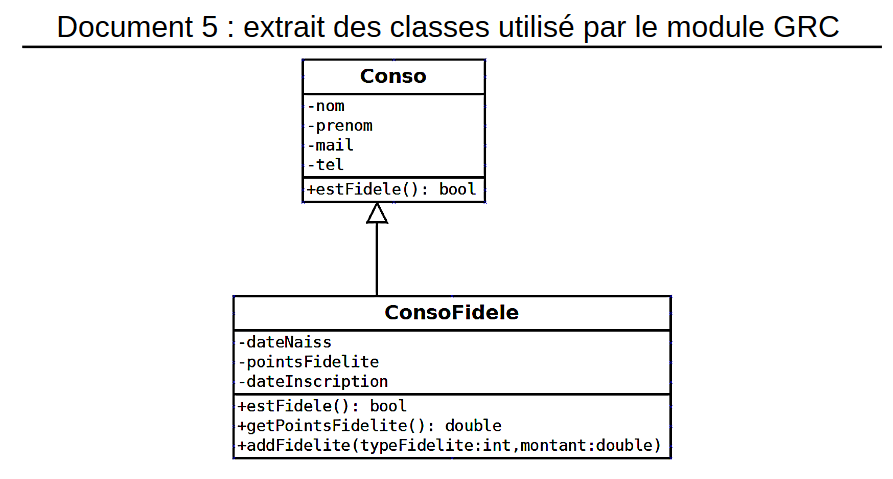 Document 5 : extrait des classes utilisé par le module GRC
Conso
-nom
-prenom
-mail
-tel
+estFidele(): bool
ConsoFidele
-dateNaiss
-pointsFidelite
-dateInscription
+estFidele(): bool
+getPointsFidelite(): double
+addFidelite(typeFidelite:int,montant:double)